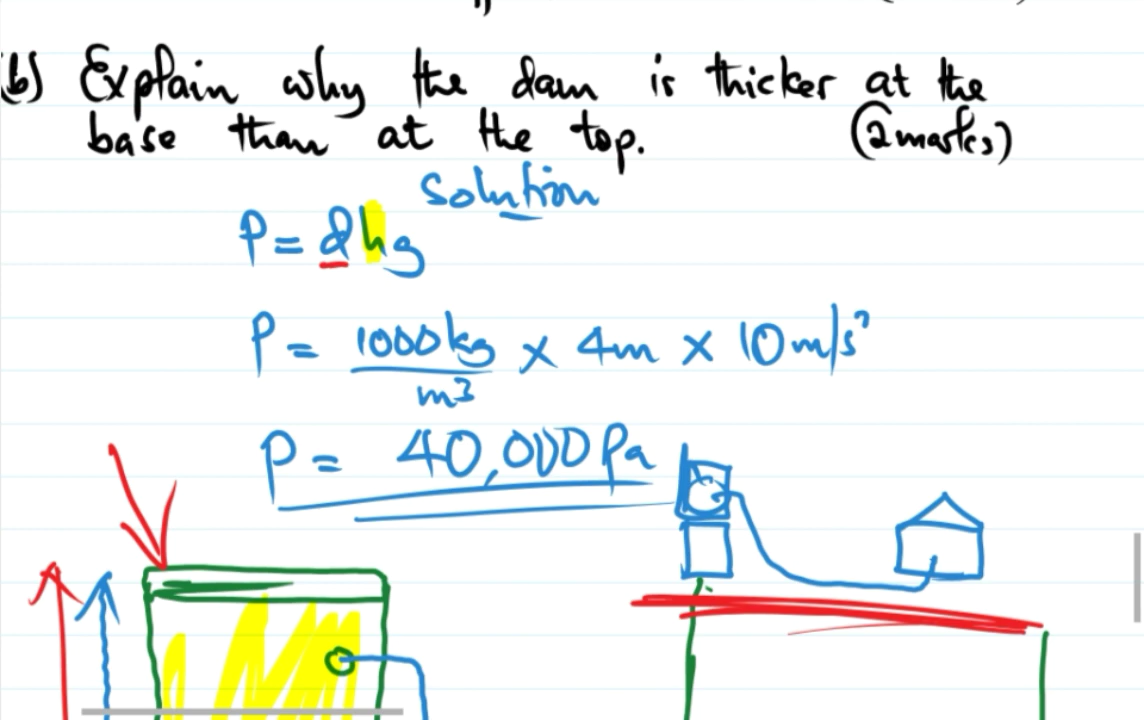 (b) Explain why the dam is thicker at the
base than at the top. (2marks)
Solution
P = ρhg
P = 1000kg/m³ × 4m × 10m/s²
P = 40,000 Pa